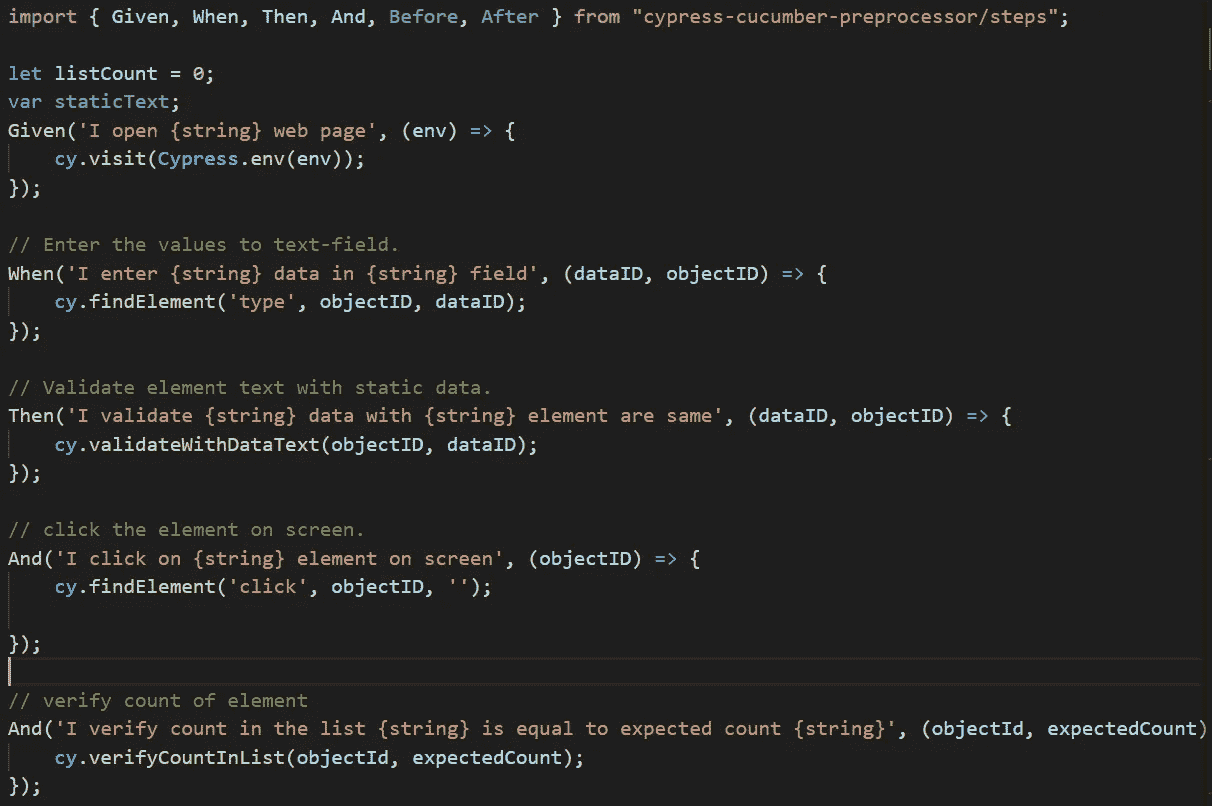 import { Given, When, Then, And, Before, After } from "cypress-cucumber-preprocessor/steps";
let listCount = 0;
var staticText;
Given('I open {string} web page', (env) => {
    cy.visit(Cypress.env(env));
});
// Enter the values to text-field.
When('I enter {string} data in {string} field', (dataID, objectID) => {
    cy.findElement('type', objectID, dataID);
});
// Validate element text with static data.
Then('I validate {string} data with {string} element are same', (dataID, objectID) => {
    cy.validateWithDataText(objectID, dataID);
});
// click the element on screen.
And('I click on {string} element on screen', (objectID) => {
    cy.findElement('click', objectID, '');
});
// verify count of element
And('I verify count in the list {string} is equal to expected count {string}', (objectId, expectedCount)
    cy.verifyCountInList(objectId, expectedCount);
});